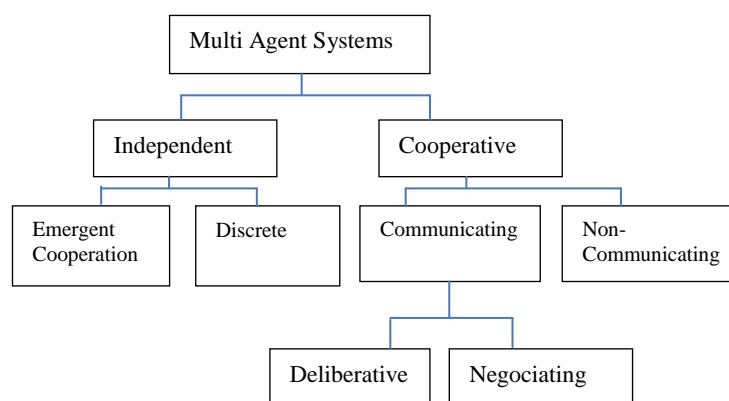 Multi Agent Systems
Independent
Cooperative
Emergent
Cooperation
Discrete
Communicating
Non-
Communicating
Deliberative
Negociating